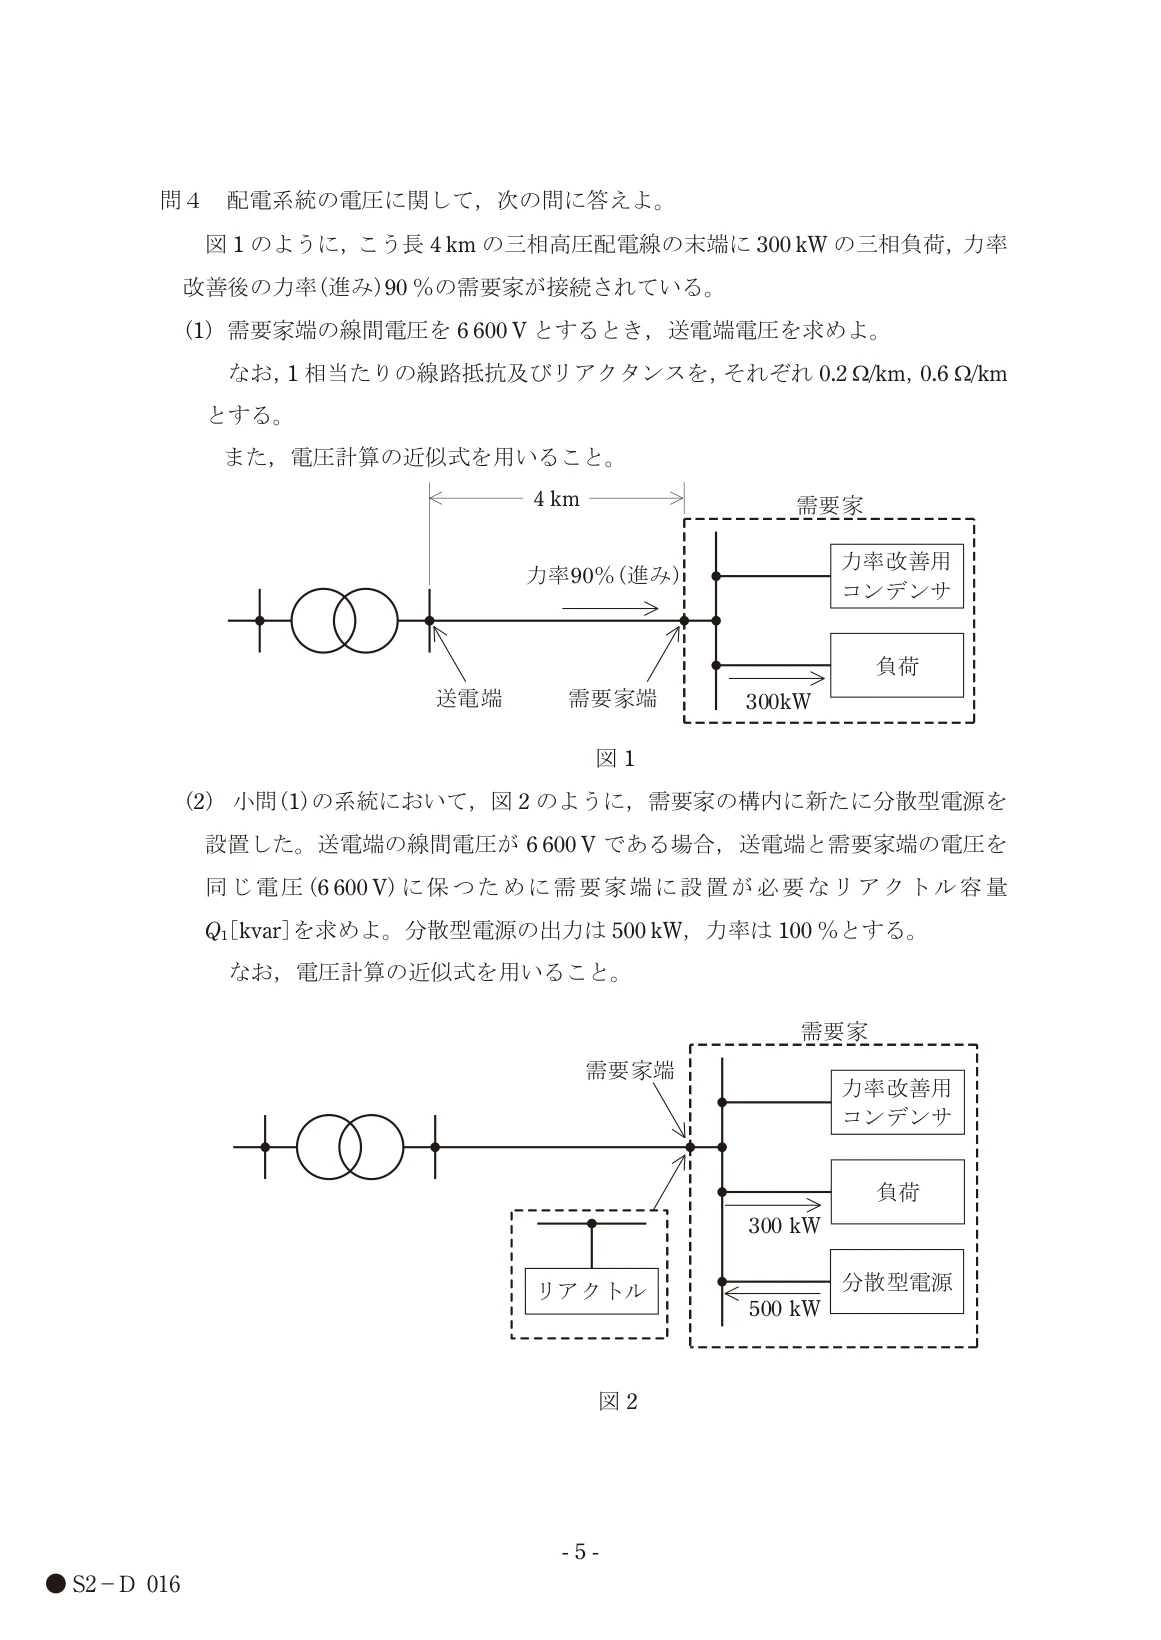 問4 配電系統の電圧に関して，次の問に答えよ。
図1のように，こう長4 kmの三相高圧配電線の末端に300 kWの三相負荷，力率
改善後の力率(進み)90 %の需要家が接続されている。
(1) 需要家端の線間電圧を6 600 Vとするとき，送電端電圧を求めよ。
なお，1相当たりの線路抵抗及びリアクタンスを，それぞれ0.2 Ω/km，0.6 Ω/km
とする。
また，電圧計算の近似式を用いること。
4 km
需要家
力率改善用
コンデンサ
力率90%(進み)
負荷
送電端
需要家端
300kW
図1
(2) 小問(1)の系統において，図2のように，需要家の構内に新たに分散型電源を
設置した。送電端の線間電圧が6 600 Vである場合，送電端と需要家端の電圧を
同じ電圧(6 600 V)に保つために需要家端に設置が必要なリアクトル容量
Q₁[kvar]を求めよ。分散型電源の出力は500 kW，力率は100 %とする。
なお，電圧計算の近似式を用いること。
需要家
需要家端
力率改善用
コンデンサ
負荷
300 kW
リアクトル
分散型電源
500 kW
図2
- 5 -
●S2－D 016